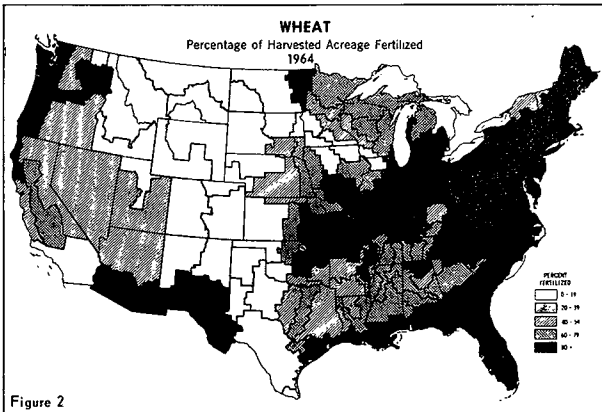 WHEAT
Percentage of Harvested Acreage Fertilized
1964
PERCENT
FERTILIZED
0 - 19
20 - 39
40 - 59
60 - 79
80 +
Figure 2